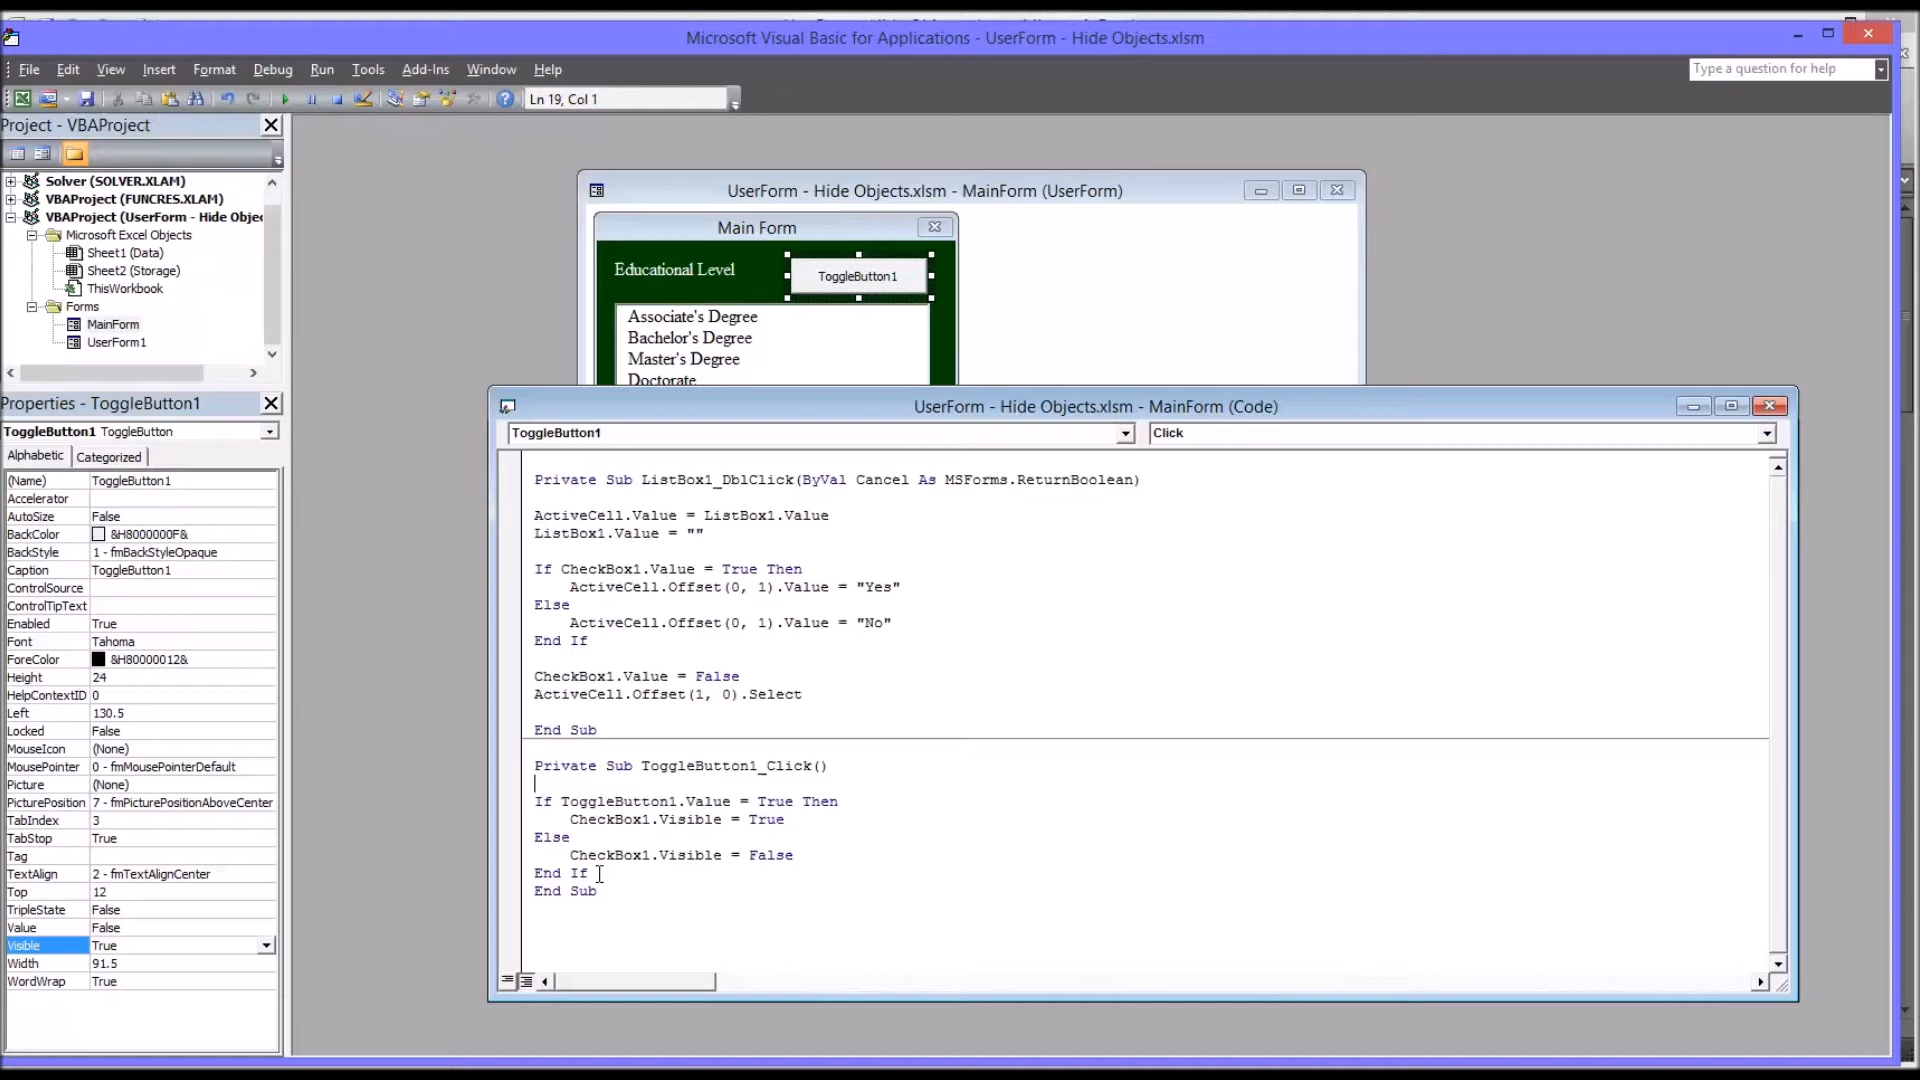 Microsoft Visual Basic for Applications - UserForm - Hide Objects.xlsm
File Edit View Insert Format Debug Run Tools Add-Ins Window Help
Type a question for help
Ln 19, Col 1
Project - VBAProject
Solver (SOLVER.XLAM)
VBAProject (FUNCRES.XLAM)
VBAProject (UserForm - Hide Objec
Microsoft Excel Objects
Sheet1 (Data)
Sheet2 (Storage)
ThisWorkbook
Forms
MainForm
UserForm1
Properties - ToggleButton1
ToggleButton1 ToggleButton
Alphabetic Categorized
(Name) ToggleButton1
Accelerator
AutoSize False
BackColor &H8000000F&
BackStyle 1 - fmBackStyleOpaque
Caption ToggleButton1
ControlSource
ControlTipText
Enabled True
Font Tahoma
ForeColor &H80000012&
Height 24
HelpContextID 0
Left 130.5
Locked False
MouseIcon (None)
MousePointer 0 - fmMousePointerDefault
Picture (None)
PicturePosition 7 - fmPicturePositionAboveCenter
TabIndex 3
TabStop True
Tag
TextAlign 2 - fmTextAlignCenter
Top 12
TripleState False
Value False
Visible True
Width 91.5
WordWrap True
UserForm - Hide Objects.xlsm - MainForm (UserForm)
Main Form
Educational Level
ToggleButton1
Associate's Degree
Bachelor's Degree
Master's Degree
Doctorate
UserForm - Hide Objects.xlsm - MainForm (Code)
ToggleButton1 Click
Private Sub ListBox1_DblClick(ByVal Cancel As MSForms.ReturnBoolean)
ActiveCell.Value = ListBox1.Value
ListBox1.Value = ""
If CheckBox1.Value = True Then
ActiveCell.Offset(0, 1).Value = "Yes"
Else
ActiveCell.Offset(0, 1).Value = "No"
End If
CheckBox1.Value = False
ActiveCell.Offset(1, 0).Select
End Sub
Private Sub ToggleButton1_Click()
If ToggleButton1.Value = True Then
CheckBox1.Visible = True
Else
CheckBox1.Visible = False
End If
End Sub